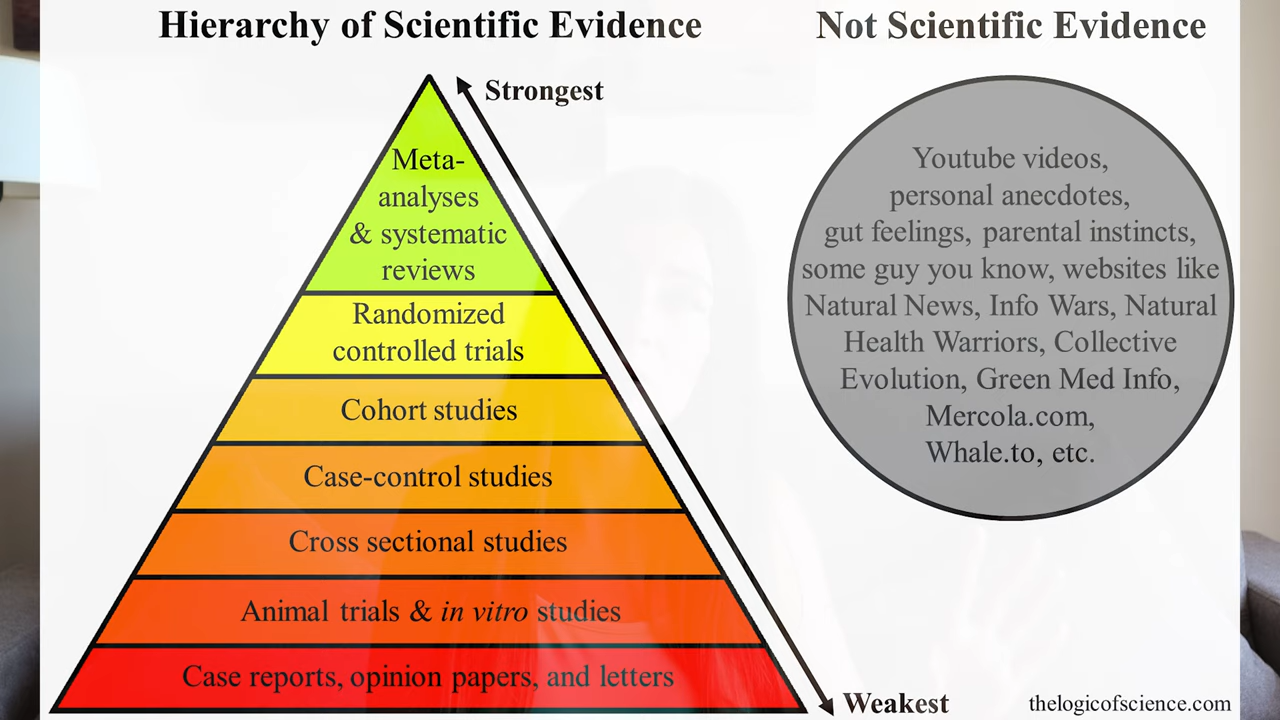 Hierarchy of Scientific Evidence
Not Scientific Evidence
Strongest
Meta-
analyses
& systematic
reviews
Randomized
controlled trials
Cohort studies
Case-control studies
Cross sectional studies
Animal trials & in vitro studies
Case reports, opinion papers, and letters
Weakest
Youtube videos,
personal anecdotes,
gut feelings, parental instincts,
some guy you know, websites like
Natural News, Info Wars, Natural
Health Warriors, Collective
Evolution, Green Med Info,
Mercola.com,
Whale.to, etc.
thelogicofscience.com